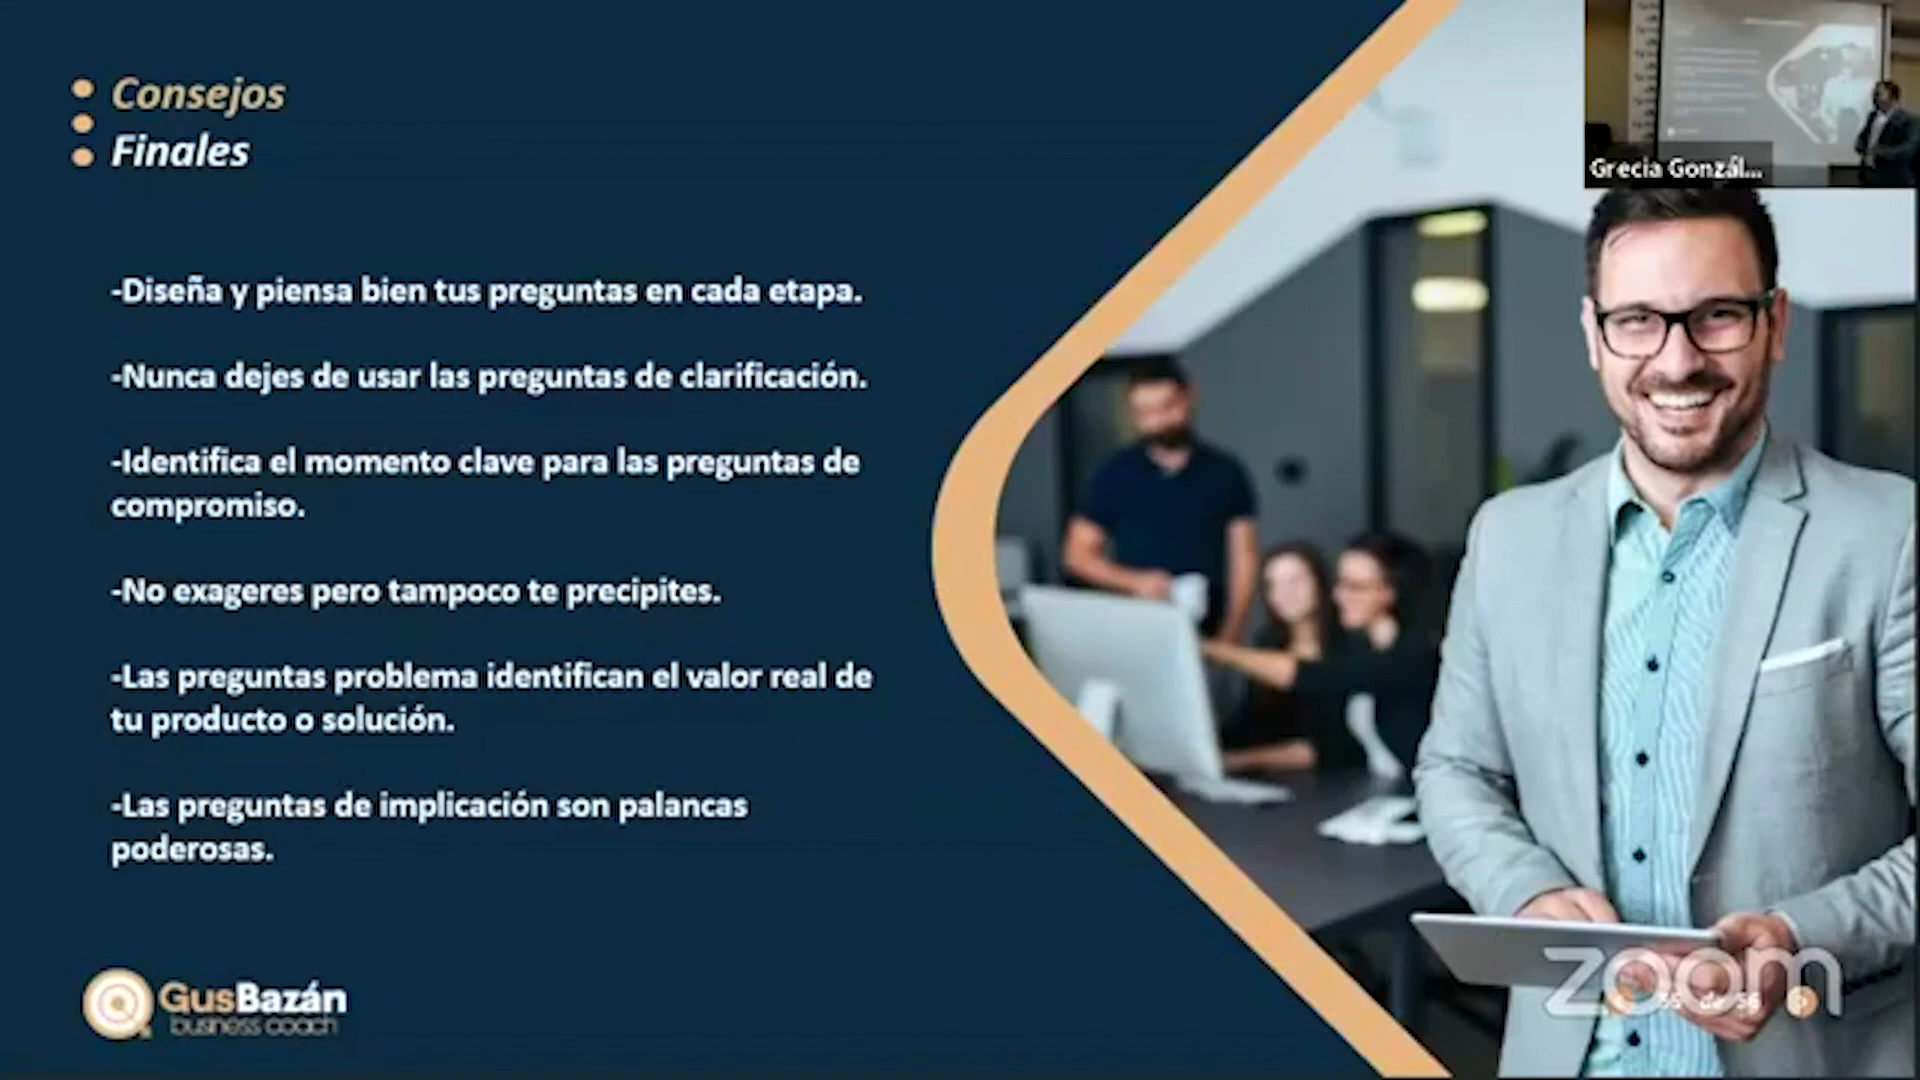 Consejos
Finales
-Diseña y piensa bien tus preguntas en cada etapa.
-Nunca dejes de usar las preguntas de clarificación.
-Identifica el momento clave para las preguntas de
compromiso.
-No exageres pero tampoco te precipites.
-Las preguntas problema identifican el valor real de
tu producto o solución.
-Las preguntas de implicación son palancas
poderosas.
GusBazán
business coach
Grecia Gonzál...
zoom
de 56